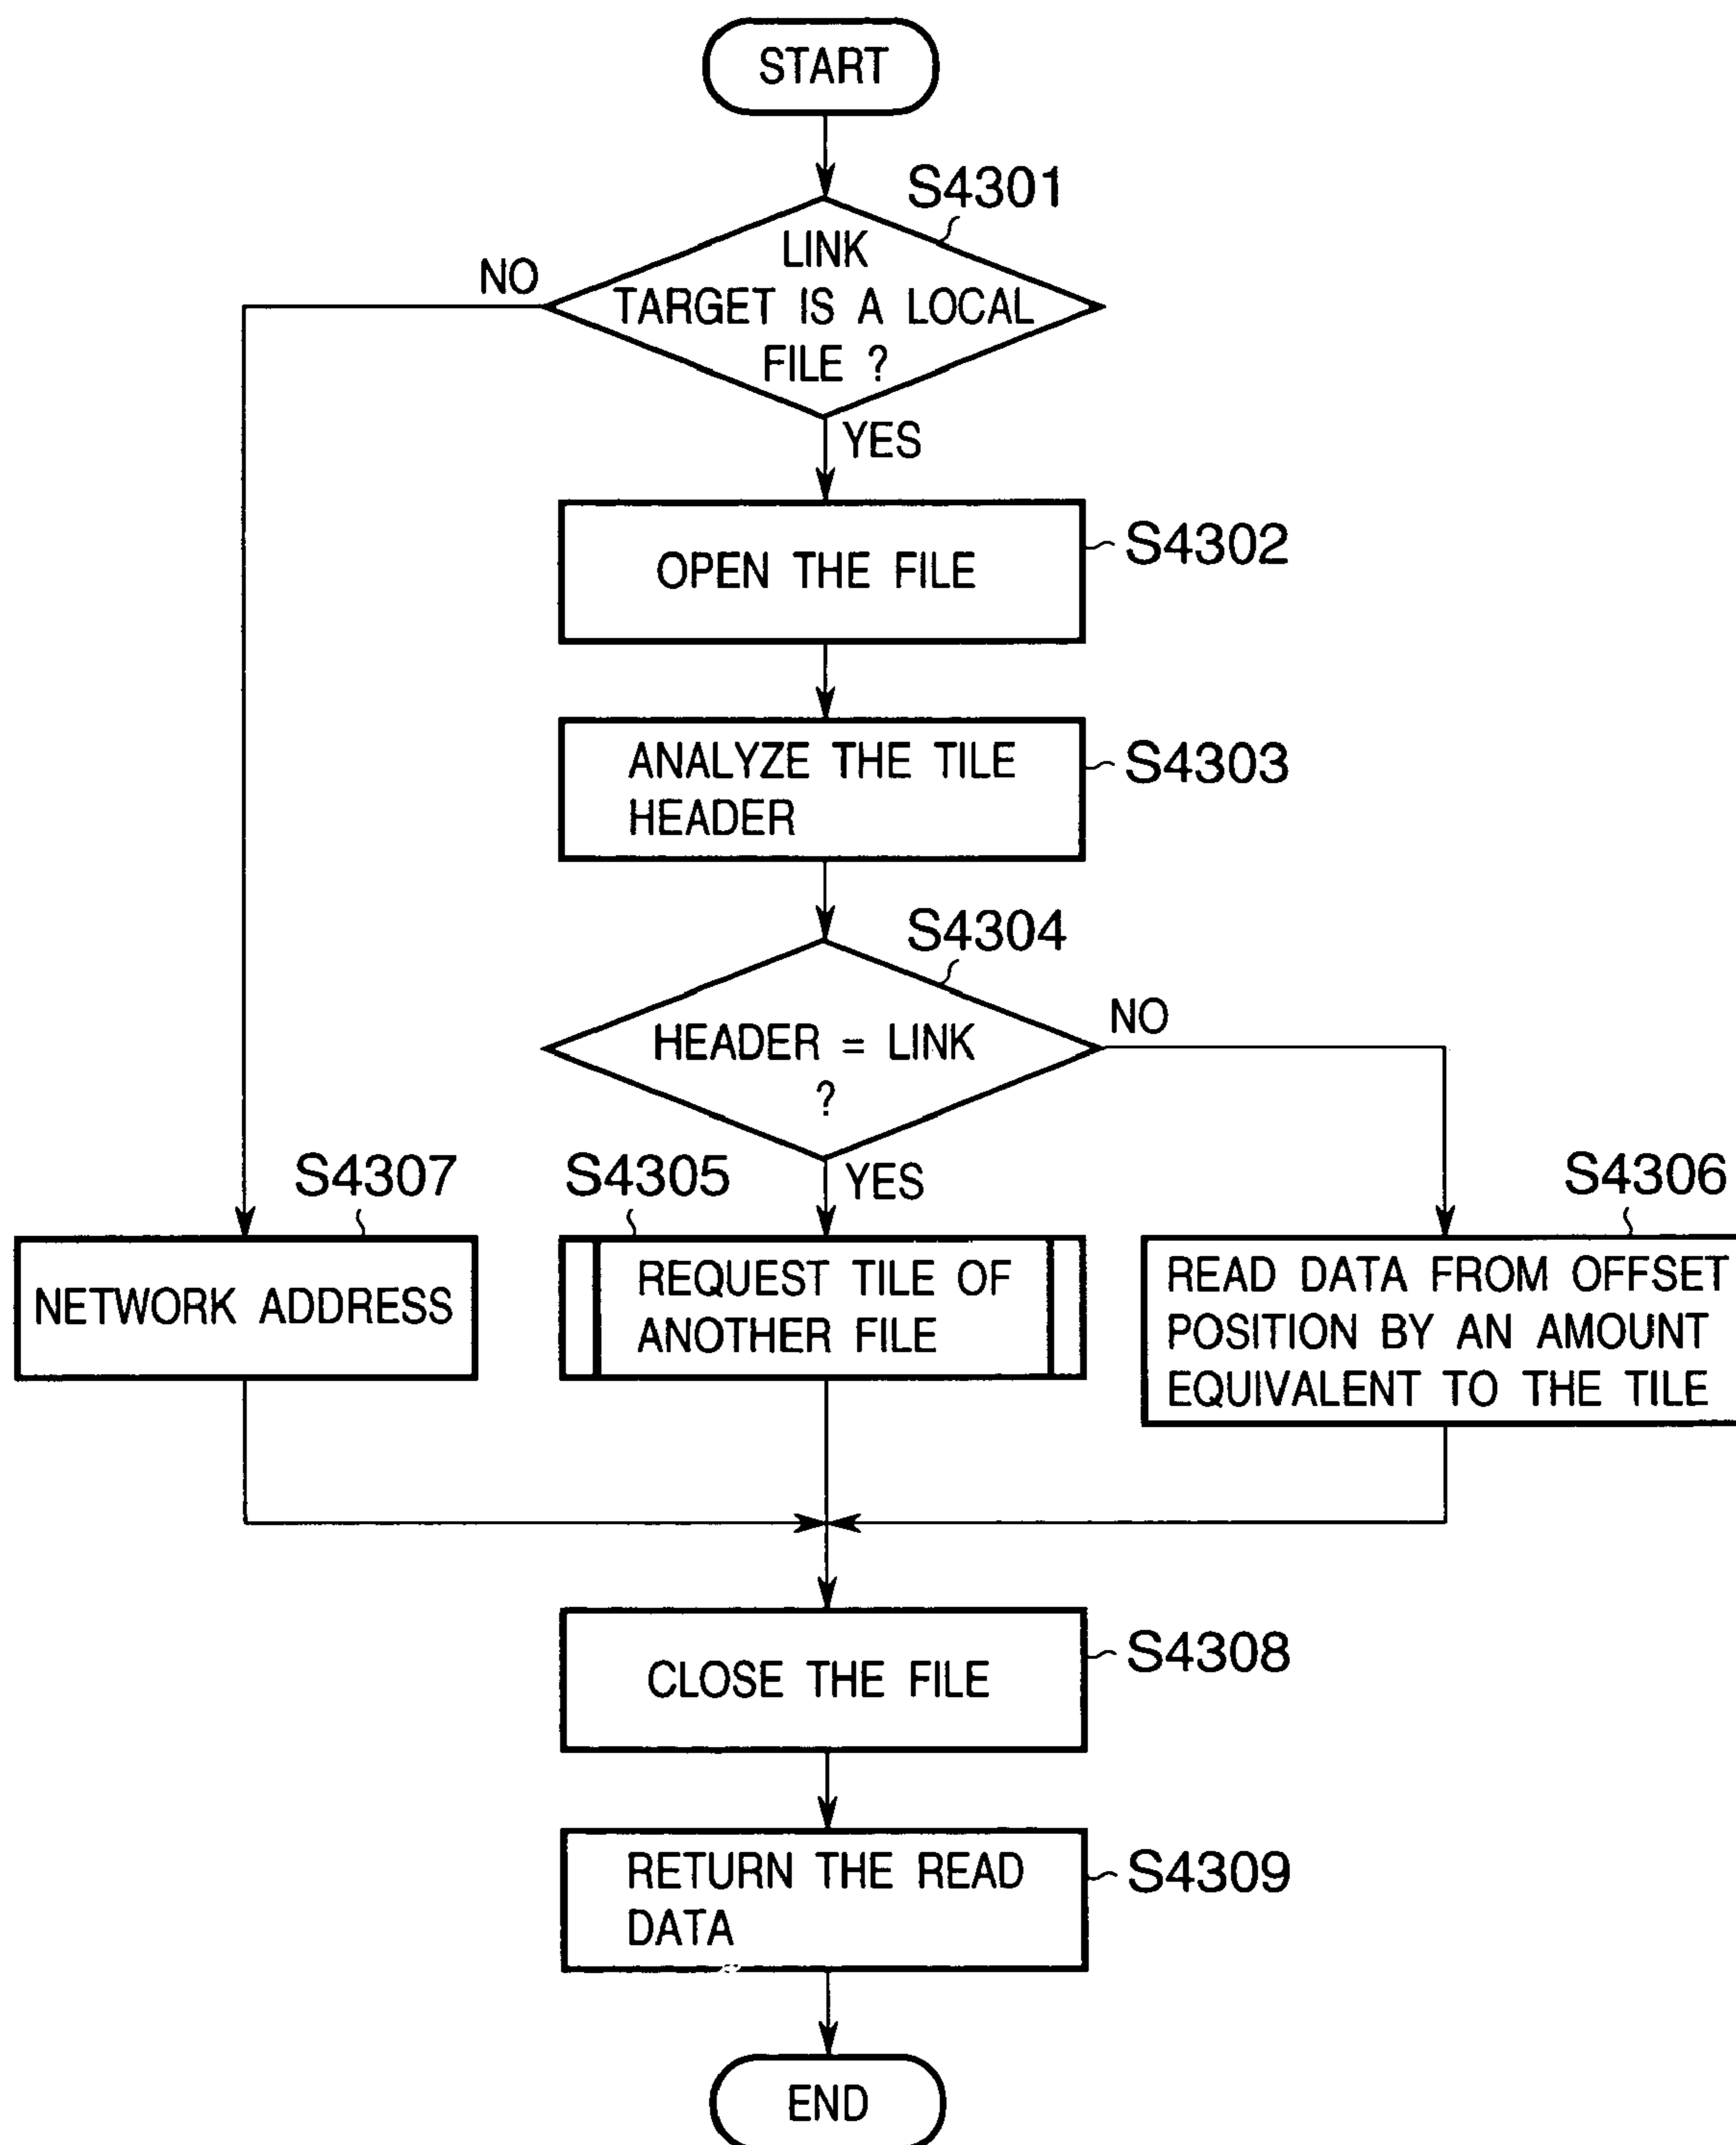 START
S4301
LINK
TARGET IS A LOCAL
FILE ?
NO
YES
OPEN THE FILE
S4302
ANALYZE THE TILE
HEADER
S4303
S4304
HEADER = LINK
?
NO
YES
S4307
NETWORK ADDRESS
S4305
REQUEST TILE OF
ANOTHER FILE
S4306
READ DATA FROM OFFSET
POSITION BY AN AMOUNT
EQUIVALENT TO THE TILE
CLOSE THE FILE
S4308
RETURN THE READ
DATA
S4309
END